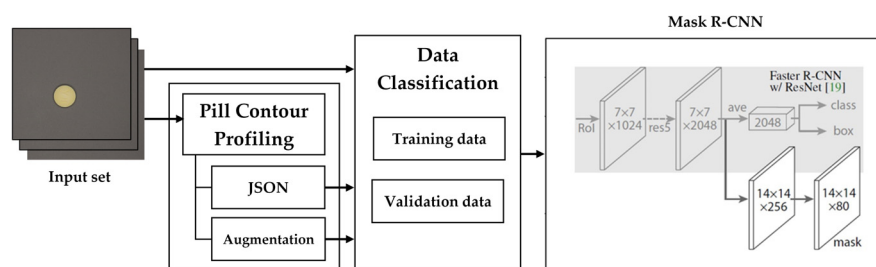 Mask R-CNN
Input set
Pill Contour
Profiling
JSON
Augmentation
Data
Classification
Training data
Validation data
Faster R-CNN
w/ ResNet [19]
RoI
7×7
×1024
res5
7×7
×2048
ave
2048
class
box
14×14
×256
14×14
×80
mask